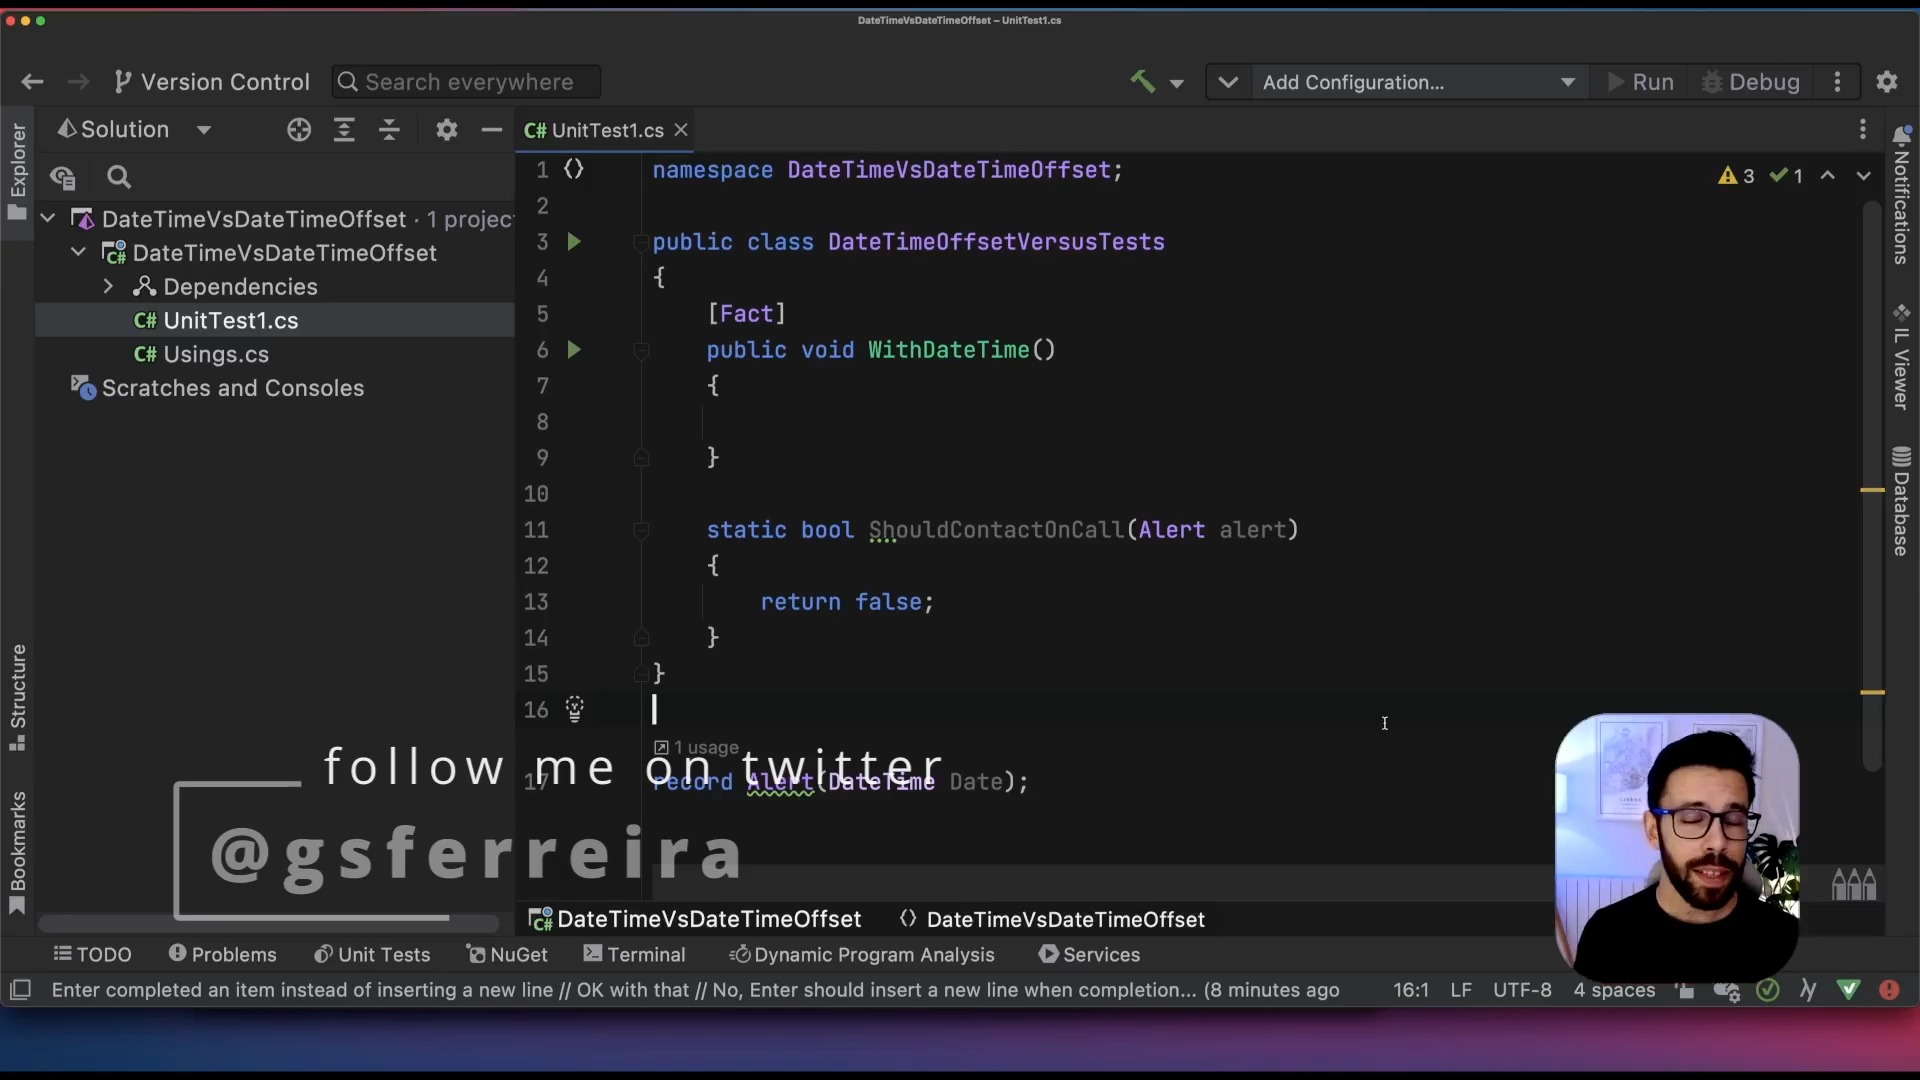 DateTimeVsDateTimeOffset – UnitTest1.cs
Version Control
Search everywhere
Add Configuration...
Run
Debug
Explorer
Solution
C# UnitTest1.cs
Notifications
DateTimeVsDateTimeOffset · 1 projec
DateTimeVsDateTimeOffset
Dependencies
C# UnitTest1.cs
C# Usings.cs
Scratches and Consoles
3 1
1 namespace DateTimeVsDateTimeOffset;
2
3 public class DateTimeOffsetVersusTests
4 {
5 [Fact]
6 public void WithDateTime()
7 {
8
9 }
10
11 static bool ShouldContactOnCall(Alert alert)
12 {
13 return false;
14 }
15 }
16
1 usage
17 record Alert(DateTime Date);
IL Viewer
Database
Structure
Bookmarks
follow me on twitter
@gsferreira
DateTimeVsDateTimeOffset
DateTimeVsDateTimeOffset
TODO
Problems
Unit Tests
NuGet
Terminal
Dynamic Program Analysis
Services
Enter completed an item instead of inserting a new line // OK with that // No, Enter should insert a new line when completion... (8 minutes ago
16:1
LF
UTF-8
4 spaces